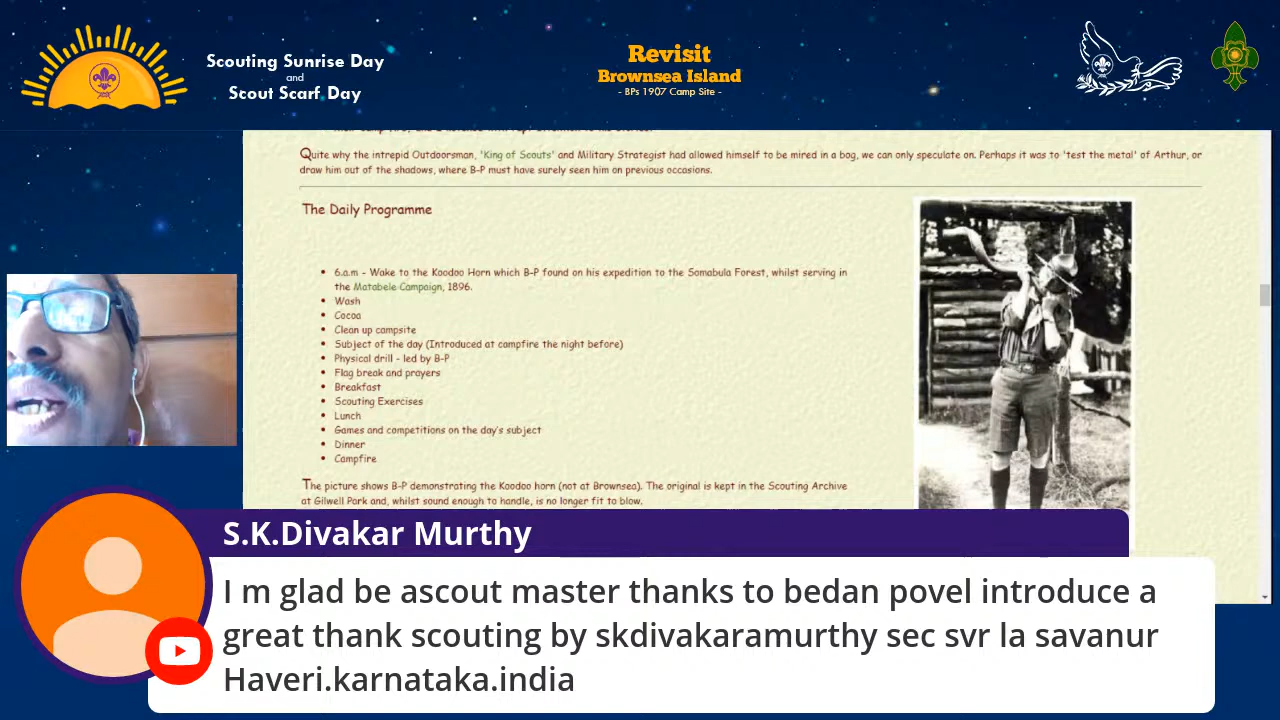 Scouting Sunrise Day
and
Scout Scarf Day
Revisit
Brownsea Island
- BPs 1907 Camp Site -
Quite why the intrepid Outdoorsman, 'King of Scouts' and Military Strategist had allowed himself to be mired in a bog, we can only speculate on. Perhaps it was to 'test the metal' of Arthur, or
draw him out of the shadows, where B-P must have surely seen him on previous occasions.
The Daily Programme
• 6.a.m - Wake to the Koodoo Horn which B-P found on his expedition to the Somabula Forest, whilst serving in
the Matabele Campaign, 1896.
• Wash
• Cocoa
• Clean up campsite
• Subject of the day (Introduced at campfire the night before)
• Physical drill - led by B-P
• Flag break and prayers
• Breakfast
• Scouting Exercises
• Lunch
• Games and competitions on the day's subject
• Dinner
• Campfire
The picture shows B-P demonstrating the Koodoo horn (not at Brownsea). The original is kept in the Scouting Archive
at Gilwell Park and, whilst sound enough to handle, is no longer fit to blow.
S.K.Divakar Murthy
I m glad be ascout master thanks to bedan povel introduce a
great thank scouting by skdivakaramurthy sec svr la savanur
Haveri.karnataka.india